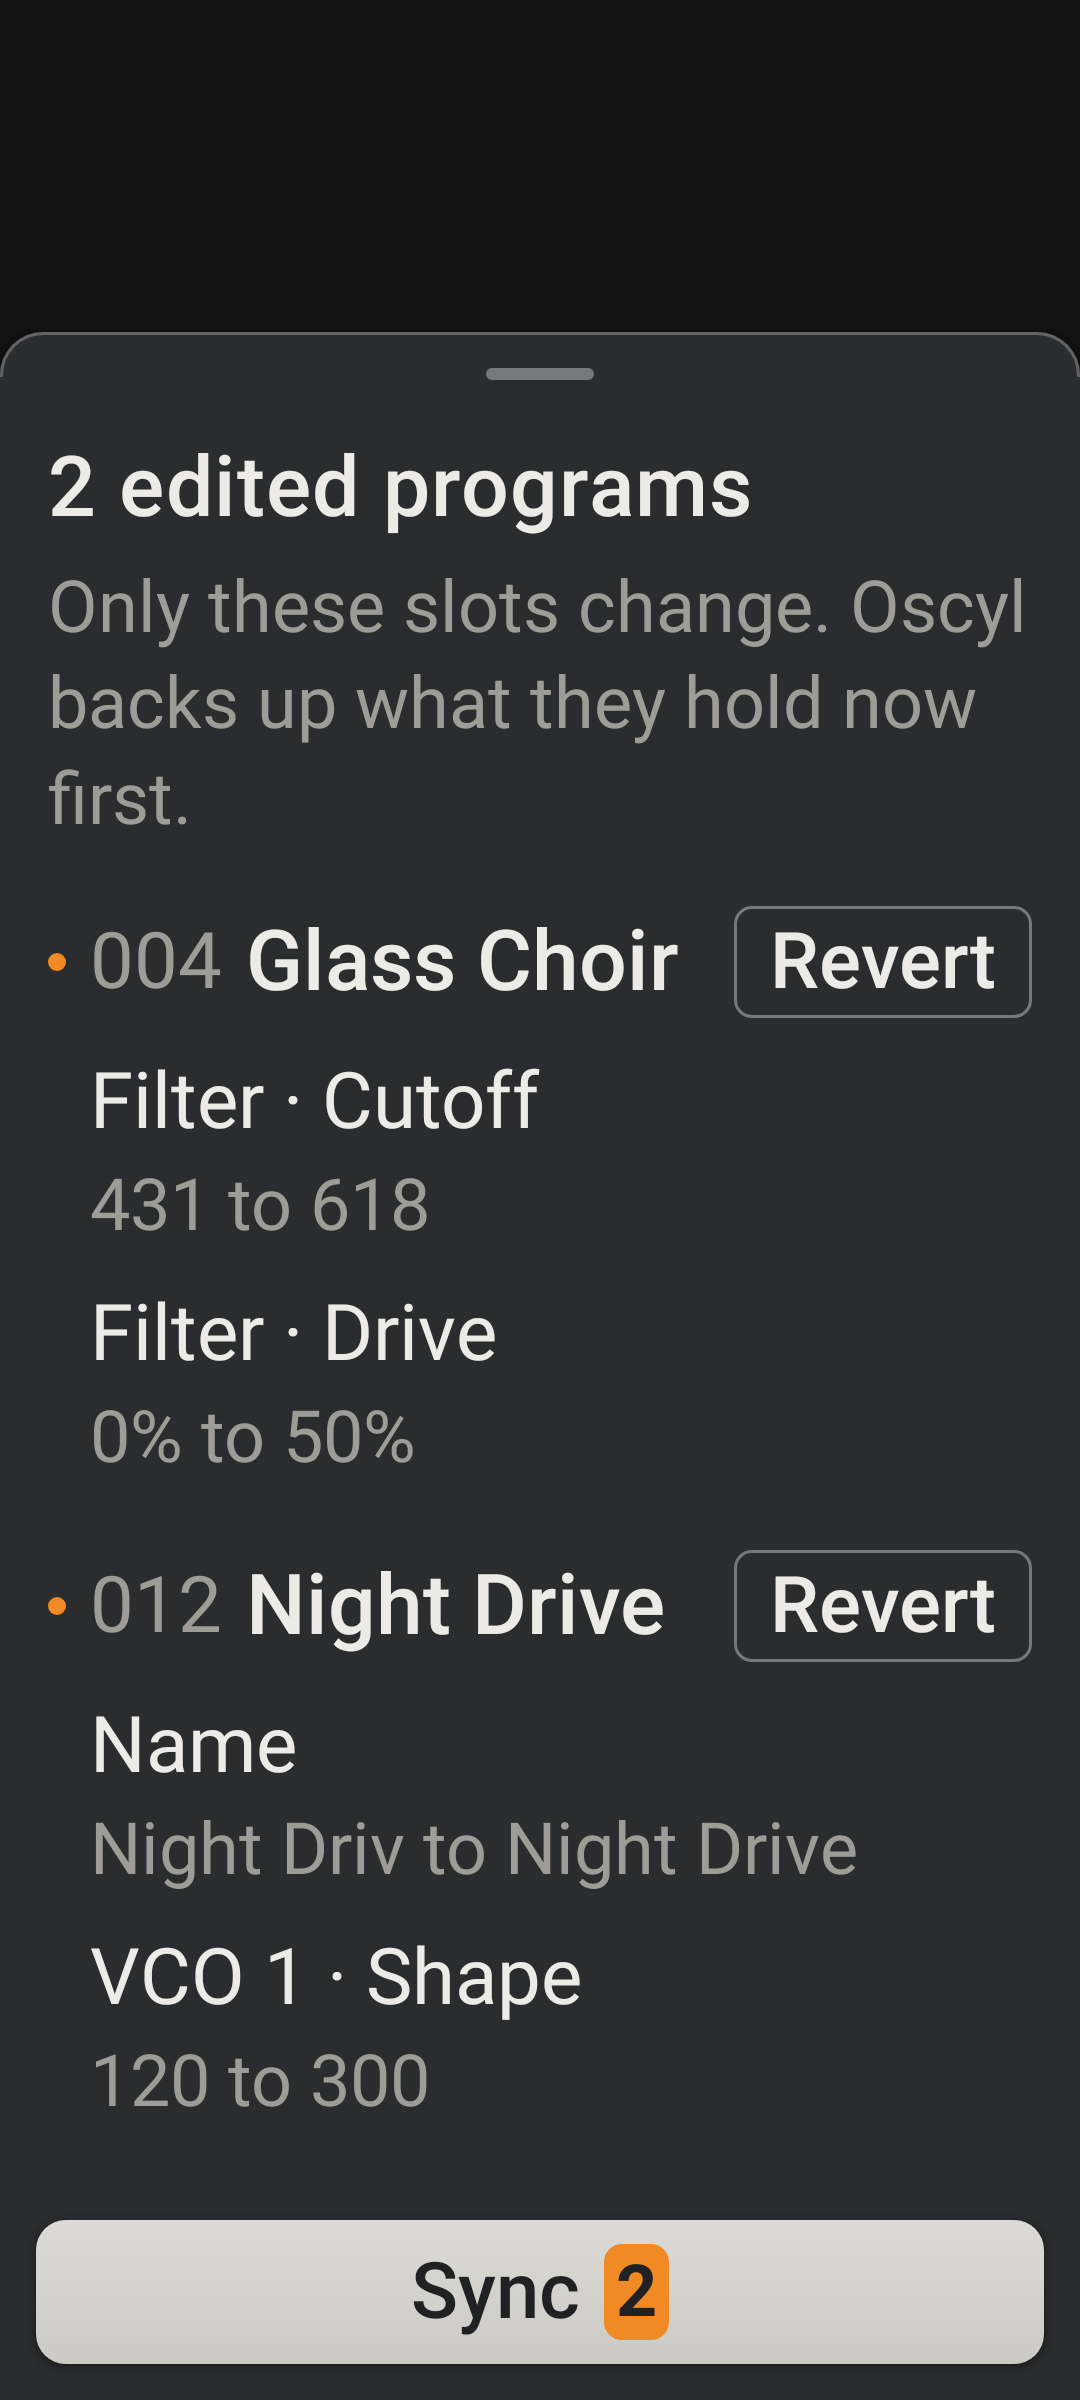 2 edited programs
Only these slots change. Oscyl
backs up what they hold now
first.
004 Glass Choir Revert
Filter · Cutoff
431 to 618
Filter · Drive
0% to 50%
012 Night Drive Revert
Name
Night Driv to Night Drive
VCO 1 · Shape
120 to 300
Sync 2